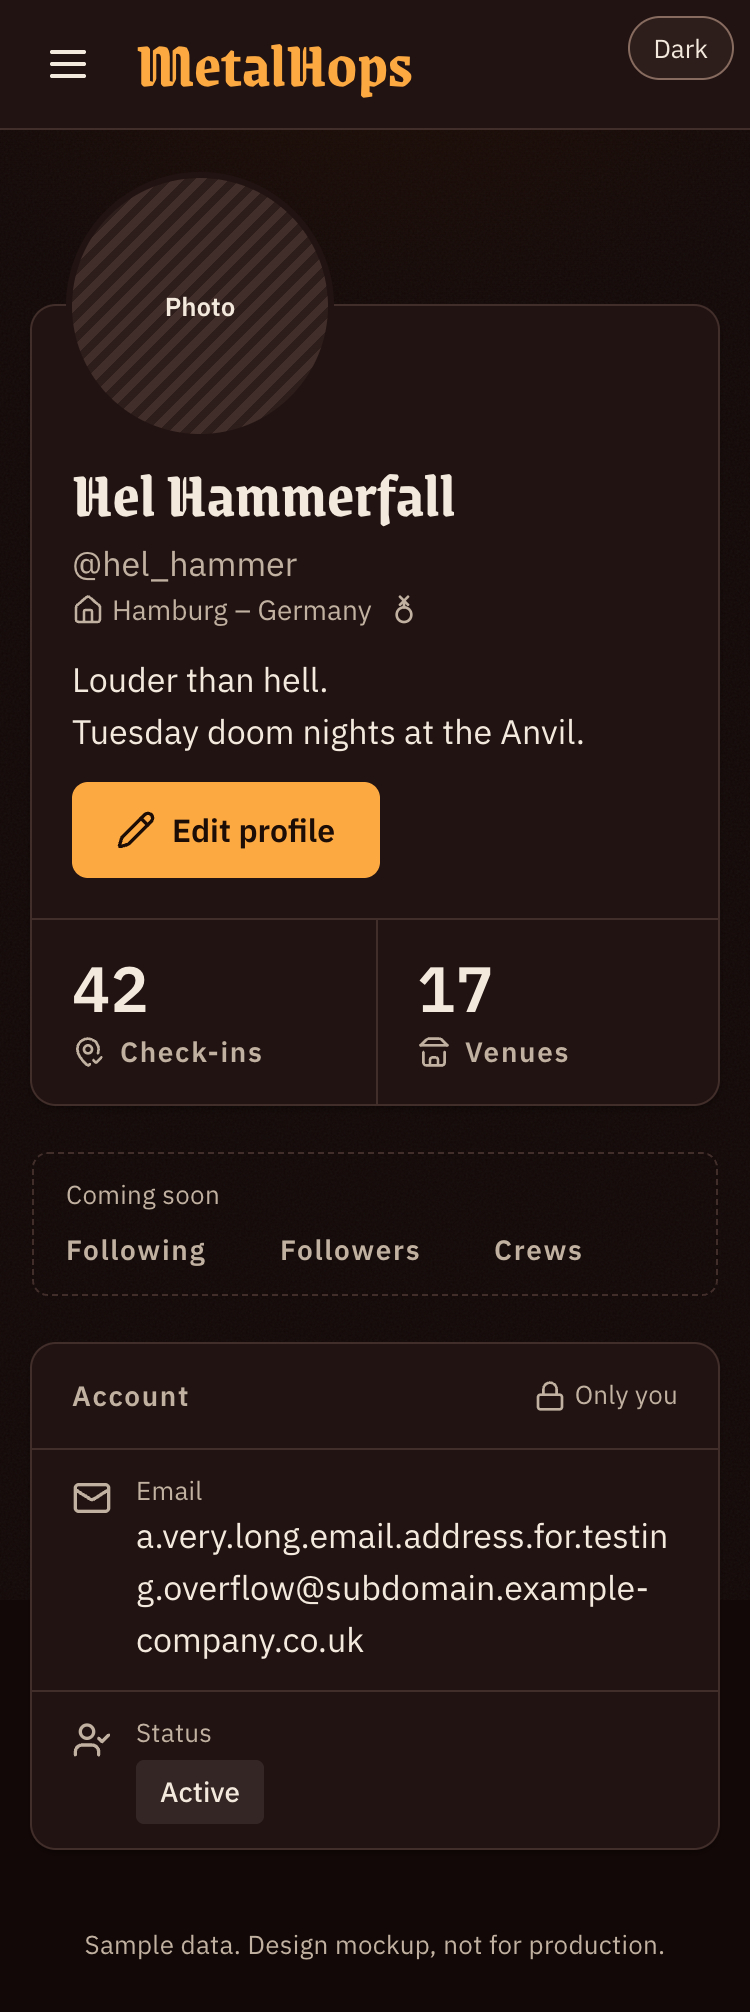 MetalHops
Dark
Photo
Hel Hammerfall
@hel_hammer
Hamburg – Germany
Louder than hell.
Tuesday doom nights at the Anvil.
Edit profile
42
Check-ins
17
Venues
Coming soon
Following Followers Crews
Account
Only you
Email
a.very.long.email.address.for.testin
g.overflow@subdomain.example-
company.co.uk
Status
Active
Sample data. Design mockup, not for production.